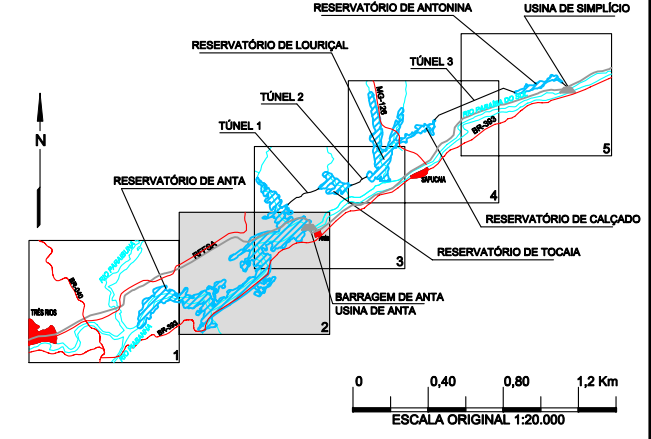 RESERVATÓRIO DE ANTONINA
USINA DE SIMPLÍCIO
RESERVATÓRIO DE LOURIÇAL
TÚNEL 3
MG-126
RIO PARAÍBA DO
BR-393
TÚNEL 2
TÚNEL 1
5
N
SAPUCAIA
4
RESERVATÓRIO DE ANTA
RESERVATÓRIO DE CALÇADO
RESERVATÓRIO DE TOCAIA
3
RFFSA
BR-040
BARRAGEM DE ANTA
USINA DE ANTA
TRÊS RIOS
BR-393
2
1
0 0,40 0,80 1,2 Km
ESCALA ORIGINAL 1:20.000